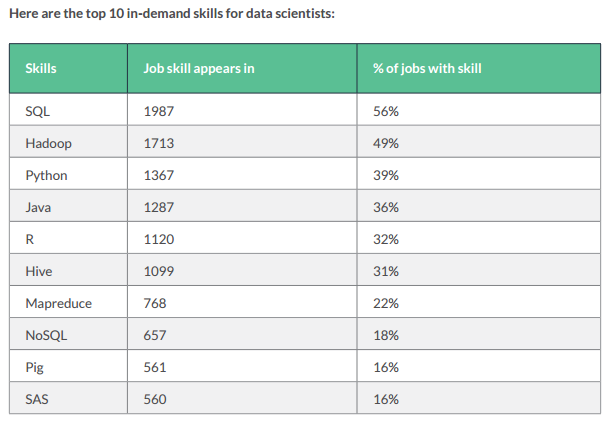 Here are the top 10 in-demand skills for data scientists:
Skills Job skill appears in % of jobs with skill
SQL 1987 56%
Hadoop 1713 49%
Python 1367 39%
Java 1287 36%
R 1120 32%
Hive 1099 31%
Mapreduce 768 22%
NoSQL 657 18%
Pig 561 16%
SAS 560 16%